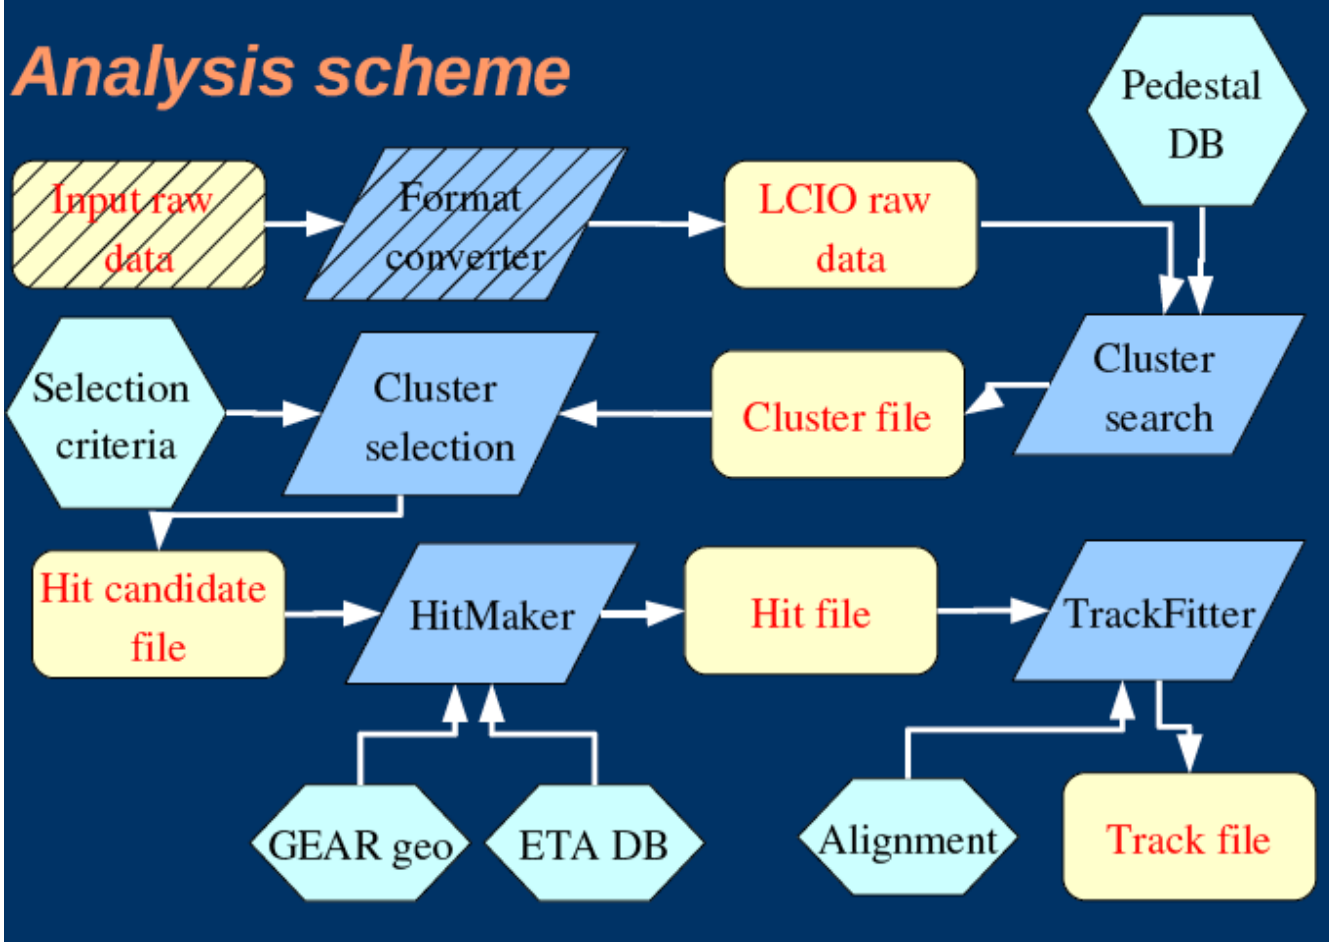 Analysis scheme
Pedestal
DB
Input raw
data
Format
converter
LCIO raw
data
Selection
criteria
Cluster
selection
Cluster file
Cluster
search
Hit candidate
file
HitMaker
Hit file
TrackFitter
GEAR geo
ETA DB
Alignment
Track file